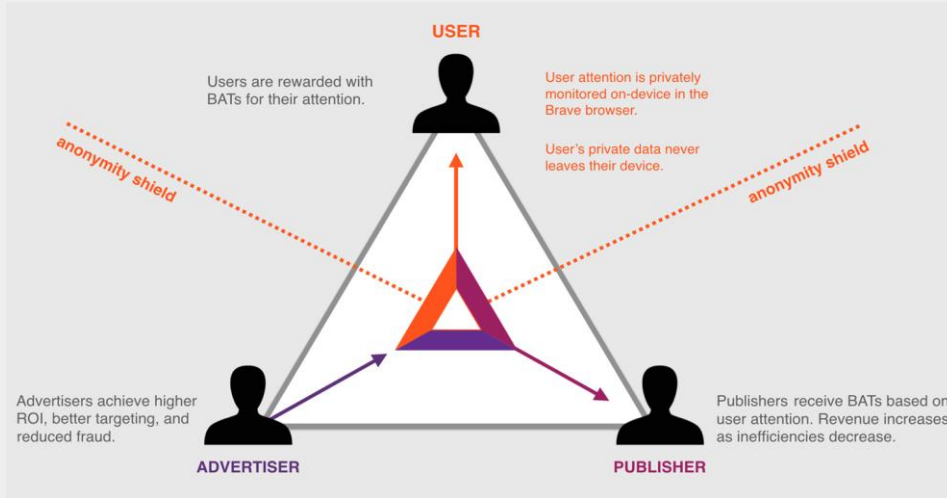 USER
Users are rewarded with
BATs for their attention.
User attention is privately
monitored on-device in the
Brave browser.
User's private data never
leaves their device.
anonymity shield
anonymity shield
Advertisers achieve higher
ROI, better targeting, and
reduced fraud.
ADVERTISER
Publishers receive BATs based on
user attention. Revenue increases
as inefficiencies decrease.
PUBLISHER